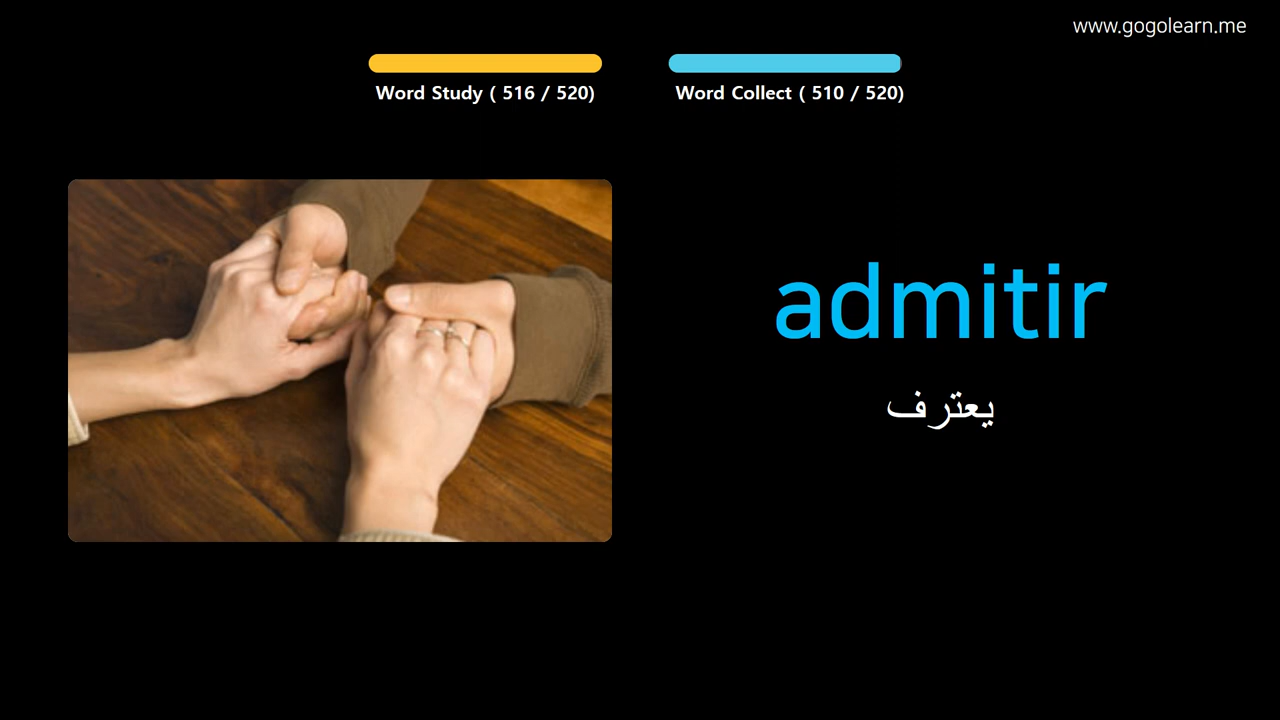 www.gogolearn.me
Word Study ( 516 / 520)
Word Collect ( 510 / 520)
admitir
يعترف